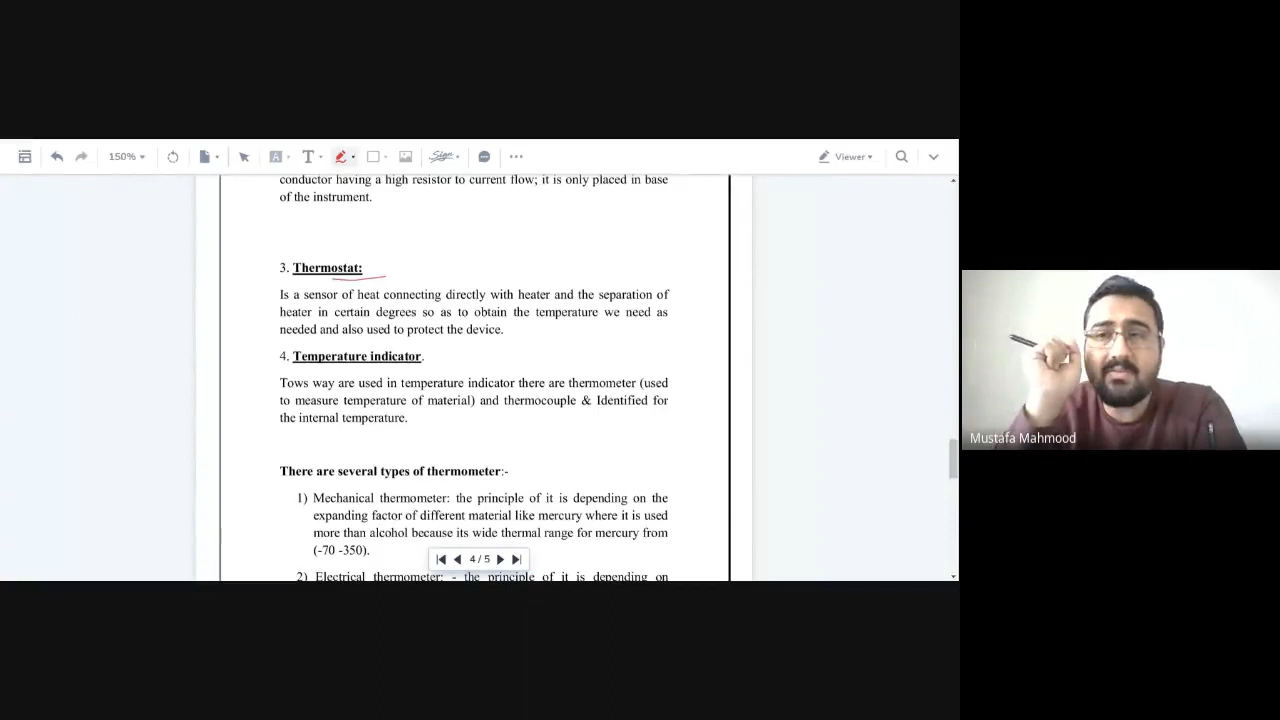 150%
T
Sign
Viewer
conductor having a high resistor to current flow; it is only placed in base
of the instrument.
3. Thermostat:
Is a sensor of heat connecting directly with heater and the separation of
heater in certain degrees so as to obtain the temperature we need as
needed and also used to protect the device.
4. Temperature indicator.
Tows way are used in temperature indicator there are thermometer (used
to measure temperature of material) and thermocouple & Identified for
the internal temperature.
There are several types of thermometer:-
1) Mechanical thermometer: the principle of it is depending on the
expanding factor of different material like mercury where it is used
more than alcohol because its wide thermal range for mercury from
(-70 -350).
4 / 5
2) Electrical thermometer: - the principle of it is depending on
Mustafa Mahmood